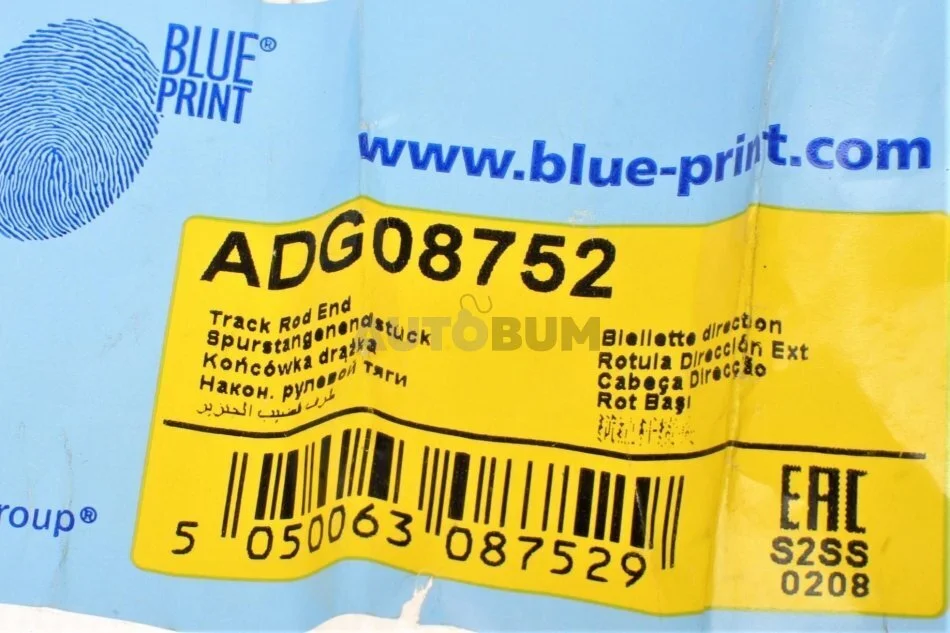 BLUE®
PRINT
www.blue-print.com
ADG08752
Track Rod End
Spurstangenendstück
Końcówka drążka
Након. рулевой тяги
طرف قضيب الجنزير
Biellette direction
Rotula Dirección Ext
Cabeça Direcção
Rot Başı
AUTOBUM
5 050063 087529
EAC
S2SS
0208
roup®